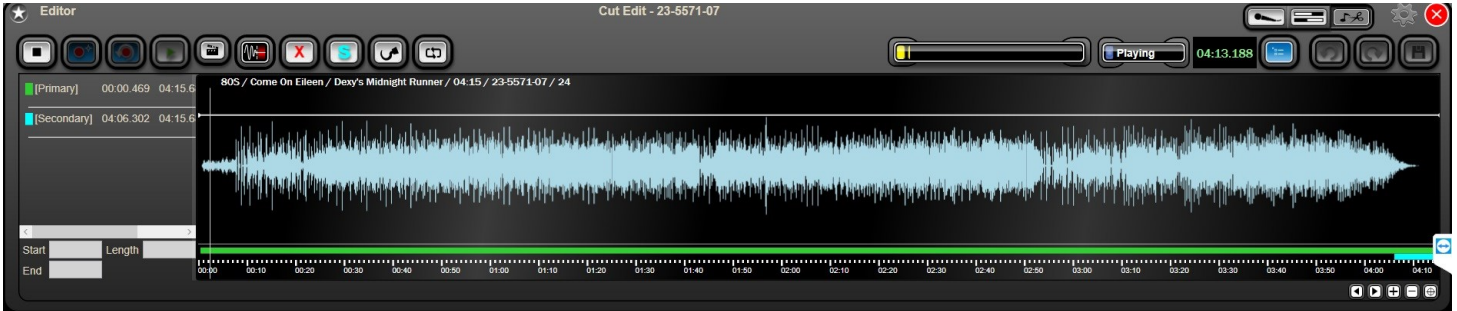 Editor
Cut Edit - 23-5571-07
X
S
Playing
04:13.188
80S / Come On Eileen / Dexy's Midnight Runner / 04:15 / 23-5571-07 / 24
[Primary] 00:00.469 04:15.6
[Secondary] 04:06.302 04:15.6
Start Length
End
00:00 00:10 00:20 00:30 00:40 00:50 01:00 01:10 01:20 01:30 01:40 01:50 02:00 02:10 02:20 02:30 02:40 02:50 03:00 03:10 03:20 03:30 03:40 03:50 04:00 04:10